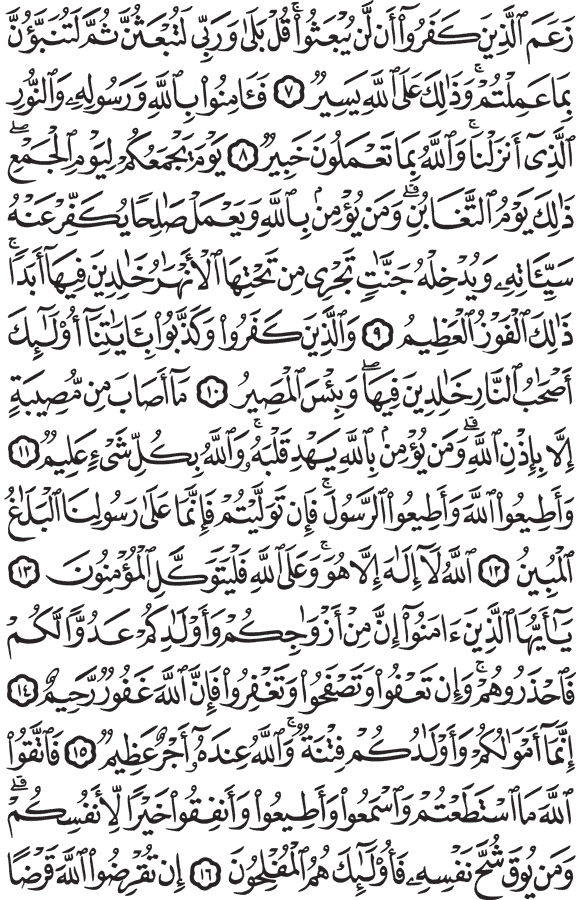 زَعَمَ ٱلَّذِينَ كَفَرُوٓا۟ أَن لَّن يُبْعَثُوا۟ ۚ قُلْ بَلَىٰ وَرَبِّى لَتُبْعَثُنَّ ثُمَّ لَتُنَبَّؤُنَّ
بِمَا عَمِلْتُمْ ۚ وَذَٰلِكَ عَلَى ٱللَّهِ يَسِيرٌ ٧ فَـَٔامِنُوا۟ بِٱللَّهِ وَرَسُولِهِۦ وَٱلنُّورِ
ٱلَّذِىٓ أَنزَلْنَا ۚ وَٱللَّهُ بِمَا تَعْمَلُونَ خَبِيرٌ ٨ يَوْمَ يَجْمَعُكُمْ لِيَوْمِ ٱلْجَمْعِ ۖ
ذَٰلِكَ يَوْمُ ٱلتَّغَابُنِ ۗ وَمَن يُؤْمِنۢ بِٱللَّهِ وَيَعْمَلْ صَٰلِحًا يُكَفِّرْ عَنْهُ
سَيِّـَٔاتِهِۦ وَيُدْخِلْهُ جَنَّٰتٍ تَجْرِى مِن تَحْتِهَا ٱلْأَنْهَٰرُ خَٰلِدِينَ فِيهَآ أَبَدًا ۚ
ذَٰلِكَ ٱلْفَوْزُ ٱلْعَظِيمُ ٩ وَٱلَّذِينَ كَفَرُوا۟ وَكَذَّبُوا۟ بِـَٔايَٰتِنَآ أُو۟لَٰٓئِكَ
أَصْحَٰبُ ٱلنَّارِ خَٰلِدِينَ فِيهَا ۖ وَبِئْسَ ٱلْمَصِيرُ ١٠ مَآ أَصَابَ مِن مُّصِيبَةٍ
إِلَّا بِإِذْنِ ٱللَّهِ ۗ وَمَن يُؤْمِنۢ بِٱللَّهِ يَهْدِ قَلْبَهُۥ ۚ وَٱللَّهُ بِكُلِّ شَىْءٍ عَلِيمٌ ١١
وَأَطِيعُوا۟ ٱللَّهَ وَأَطِيعُوا۟ ٱلرَّسُولَ ۚ فَإِن تَوَلَّيْتُمْ فَإِنَّمَا عَلَىٰ رَسُولِنَا ٱلْبَلَٰغُ
ٱلْمُبِينُ ١٢ ٱللَّهُ لَآ إِلَٰهَ إِلَّا هُوَ ۚ وَعَلَى ٱللَّهِ فَلْيَتَوَكَّلِ ٱلْمُؤْمِنُونَ ١٣
يَٰٓأَيُّهَا ٱلَّذِينَ ءَامَنُوٓا۟ إِنَّ مِنْ أَزْوَٰجِكُمْ وَأَوْلَٰدِكُمْ عَدُوًّا لَّكُمْ
فَٱحْذَرُوهُمْ ۚ وَإِن تَعْفُوا۟ وَتَصْفَحُوا۟ وَتَغْفِرُوا۟ فَإِنَّ ٱللَّهَ غَفُورٌ رَّحِيمٌ ١٤
إِنَّمَآ أَمْوَٰلُكُمْ وَأَوْلَٰدُكُمْ فِتْنَةٌ ۚ وَٱللَّهُ عِندَهُۥٓ أَجْرٌ عَظِيمٌ ١٥ فَٱتَّقُوا۟
ٱللَّهَ مَا ٱسْتَطَعْتُمْ وَٱسْمَعُوا۟ وَأَطِيعُوا۟ وَأَنفِقُوا۟ خَيْرًا لِّأَنفُسِكُمْ ۗ
وَمَن يُوقَ شُحَّ نَفْسِهِۦ فَأُو۟لَٰٓئِكَ هُمُ ٱلْمُفْلِحُونَ ١٦ إِن تُقْرِضُوا۟ ٱللَّهَ قَرْضًا